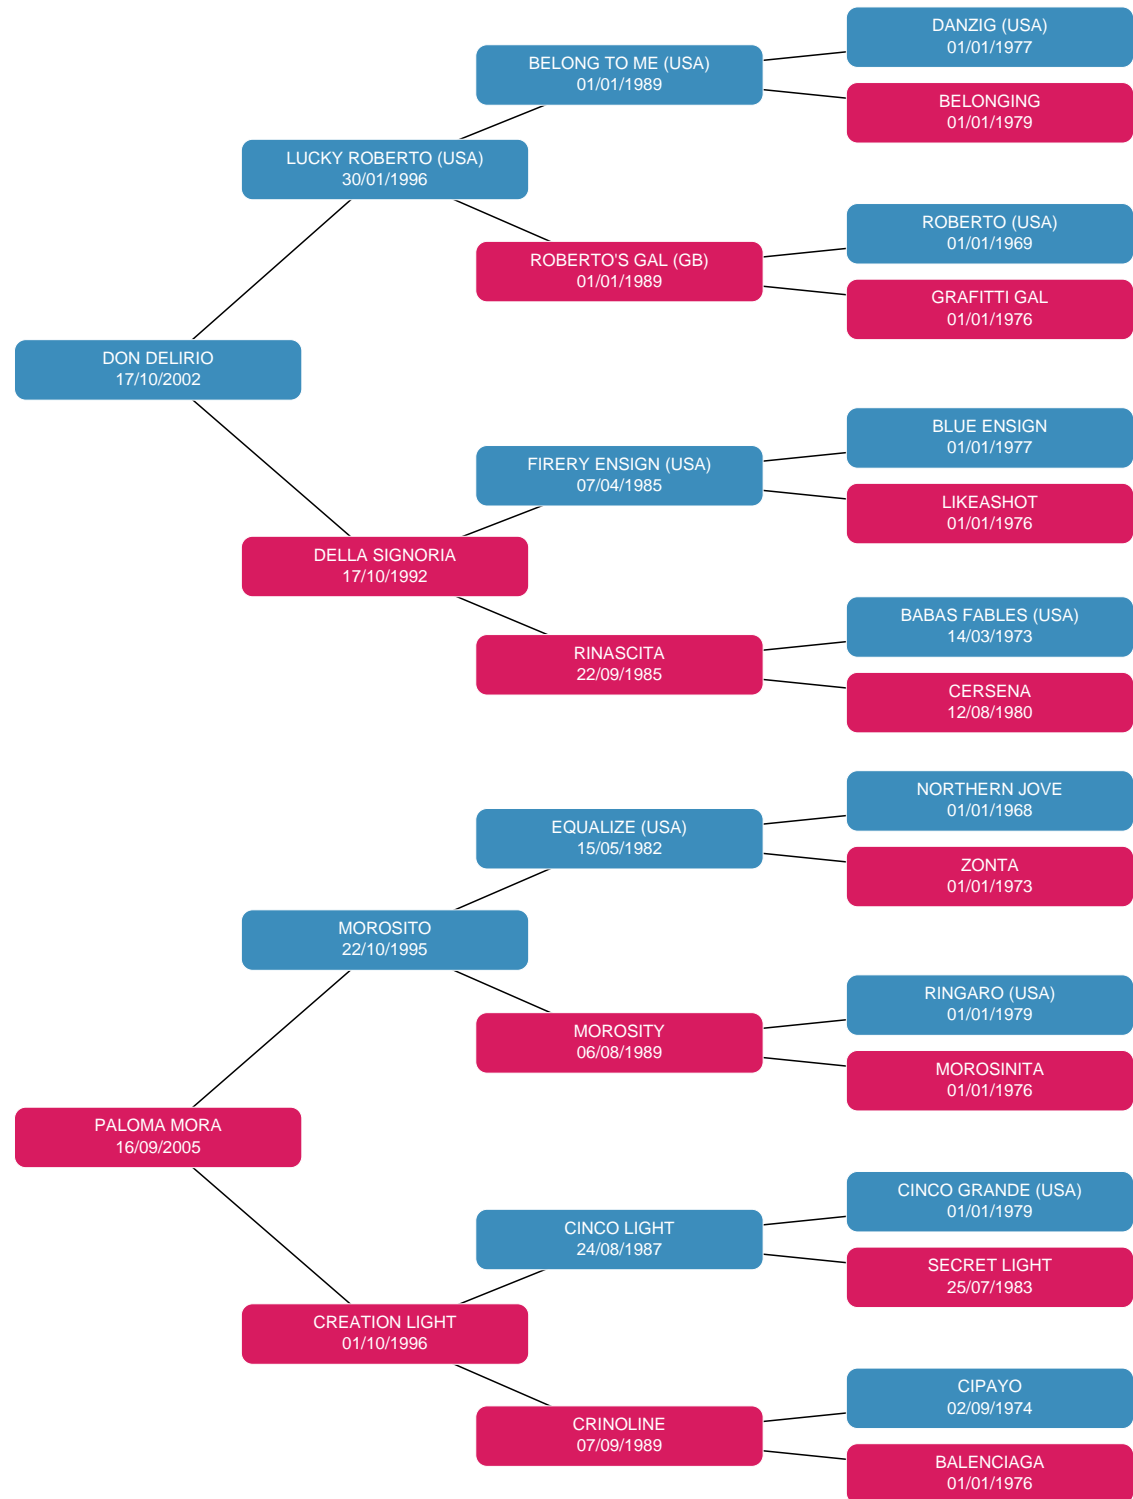 DANZIG (USA)
01/01/1977
BELONG TO ME (USA)
01/01/1989
BELONGING
01/01/1979
LUCKY ROBERTO (USA)
30/01/1996
ROBERTO (USA)
01/01/1969
ROBERTO'S GAL (GB)
01/01/1989
GRAFITTI GAL
01/01/1976
DON DELIRIO
17/10/2002
BLUE ENSIGN
01/01/1977
FIRERY ENSIGN (USA)
07/04/1985
LIKEASHOT
01/01/1976
DELLA SIGNORIA
17/10/1992
BABAS FABLES (USA)
14/03/1973
RINASCITA
22/09/1985
CERSENA
12/08/1980
NORTHERN JOVE
01/01/1968
EQUALIZE (USA)
15/05/1982
ZONTA
01/01/1973
MOROSITO
22/10/1995
RINGARO (USA)
01/01/1979
MOROSITY
06/08/1989
MOROSINITA
01/01/1976
PALOMA MORA
16/09/2005
CINCO GRANDE (USA)
01/01/1979
CINCO LIGHT
24/08/1987
SECRET LIGHT
25/07/1983
CREATION LIGHT
01/10/1996
CIPAYO
02/09/1974
CRINOLINE
07/09/1989
BALENCIAGA
01/01/1976